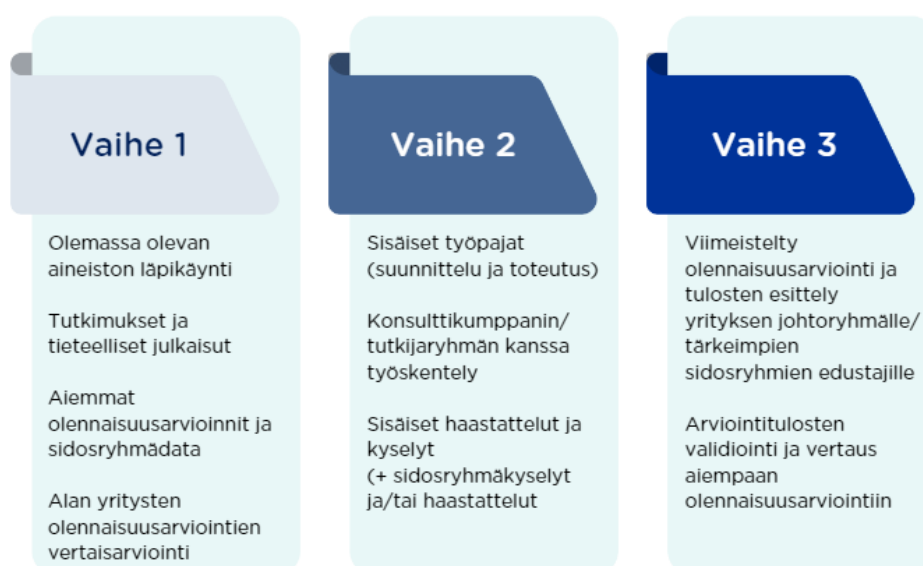 Vaihe 1
Olemassa olevan
aineiston läpikäynti
Tutkimukset ja
tieteelliset julkaisut
Aiemmat
olennaisuusarvioinnit ja
sidosryhmädata
Alan yritysten
olennaisuusarviointien
vertaisarviointi
Vaihe 2
Sisäiset työpajat
(suunnittelu ja toteutus)
Konsulttikumppanin/
tutkijaryhmän kanssa
työskentely
Sisäiset haastattelut ja
kyselyt
(+ sidosryhmäkyselyt
ja/tai haastattelut
Vaihe 3
Viimeistelty
olennaisuusarviointi ja
tulosten esittely
yrityksen johtoryhmälle/
tärkeimpien
sidosryhmien edustajille
Arviointitulosten
validiointi ja vertaus
aiempaan
olennaisuusarviointiin